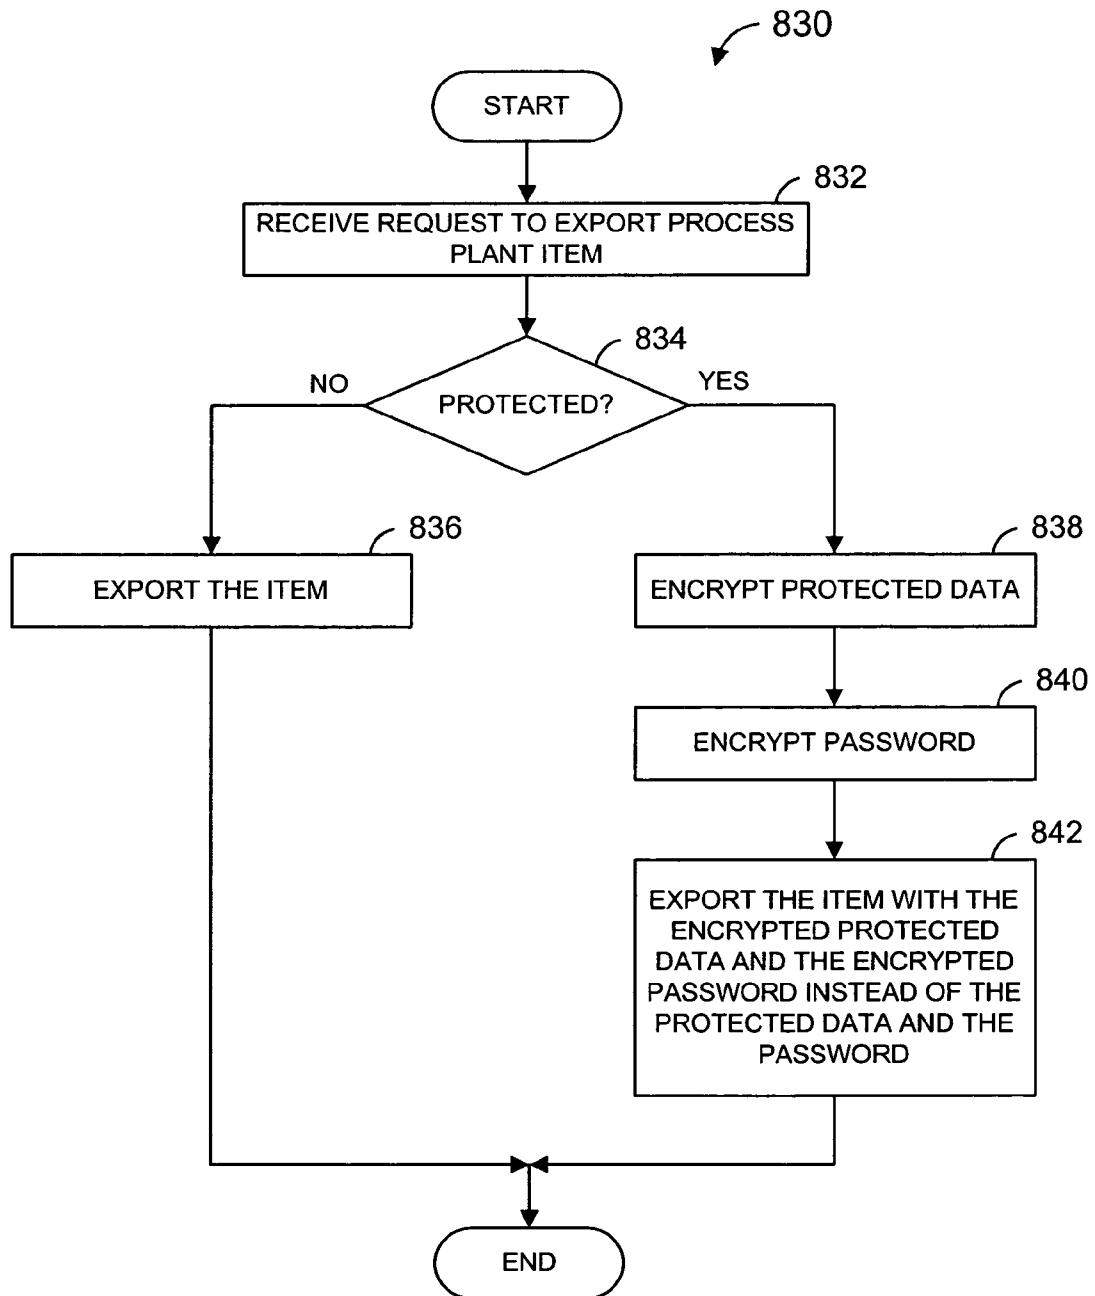 830
START
832
RECEIVE REQUEST TO EXPORT PROCESS
PLANT ITEM
834
NO
PROTECTED?
YES
836
EXPORT THE ITEM
838
ENCRYPT PROTECTED DATA
840
ENCRYPT PASSWORD
842
EXPORT THE ITEM WITH THE
ENCRYPTED PROTECTED
DATA AND THE ENCRYPTED
PASSWORD INSTEAD OF THE
PROTECTED DATA AND THE
PASSWORD
END